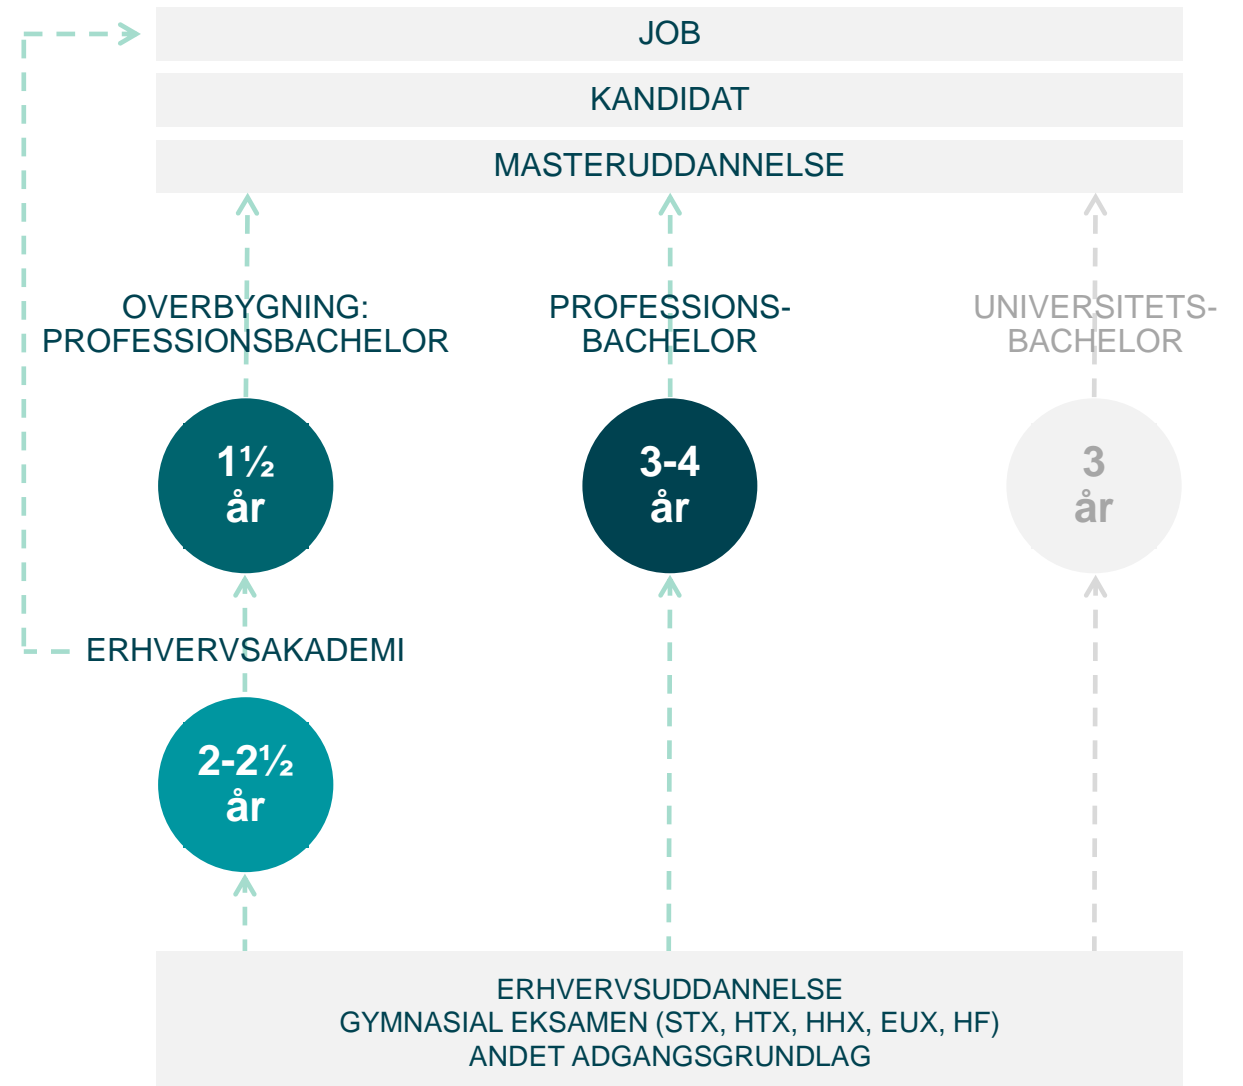 JOB
KANDIDAT
MASTERUDDANNELSE
OVERBYGNING:
PROFESSIONSBACHELOR
PROFESSIONS-
BACHELOR
UNIVERSITETS-
BACHELOR
1½
år
3-4
år
3
år
ERHVERVSAKADEMI
2-2½
år
ERHVERVSUDDANNELSE
GYMNASIAL EKSAMEN (STX, HTX, HHX, EUX, HF)
ANDET ADGANGSGRUNDLAG